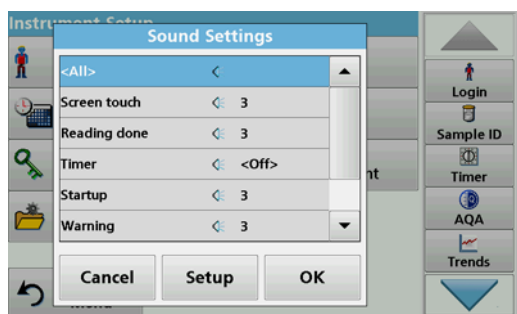 Instrument Setup
Sound Settings
<All>
Screen touch 3
Reading done 3
Timer <Off>
Startup 3
Warning 3
Cancel Setup OK
Login
Sample ID
Timer
AQA
Trends
nt
Menu